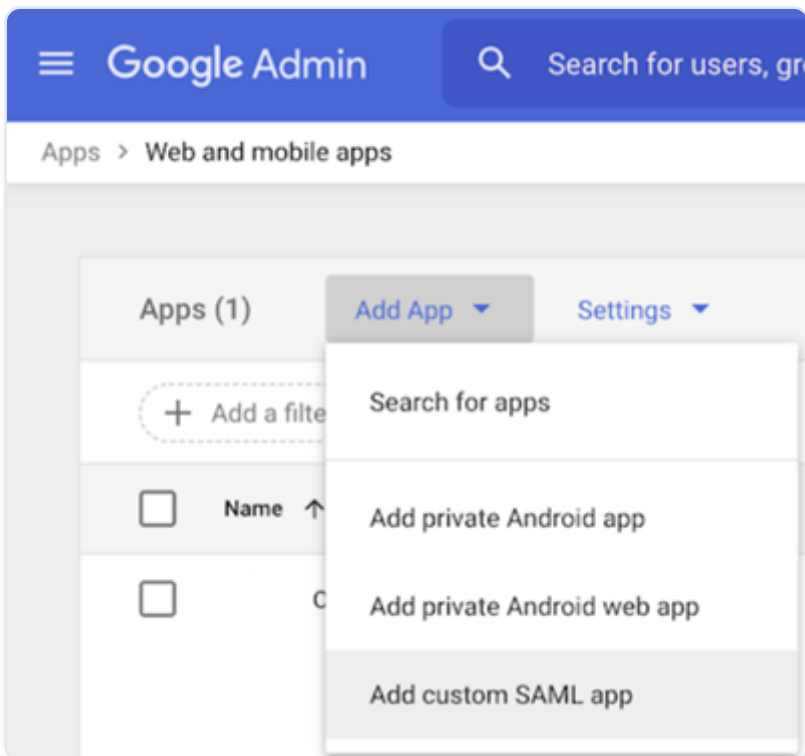 Google Admin
Search for users, gr
Apps > Web and mobile apps
Apps (1)
Add App
Settings
Add a filte
Search for apps
Name
Add private Android app
Add private Android web app
Add custom SAML app